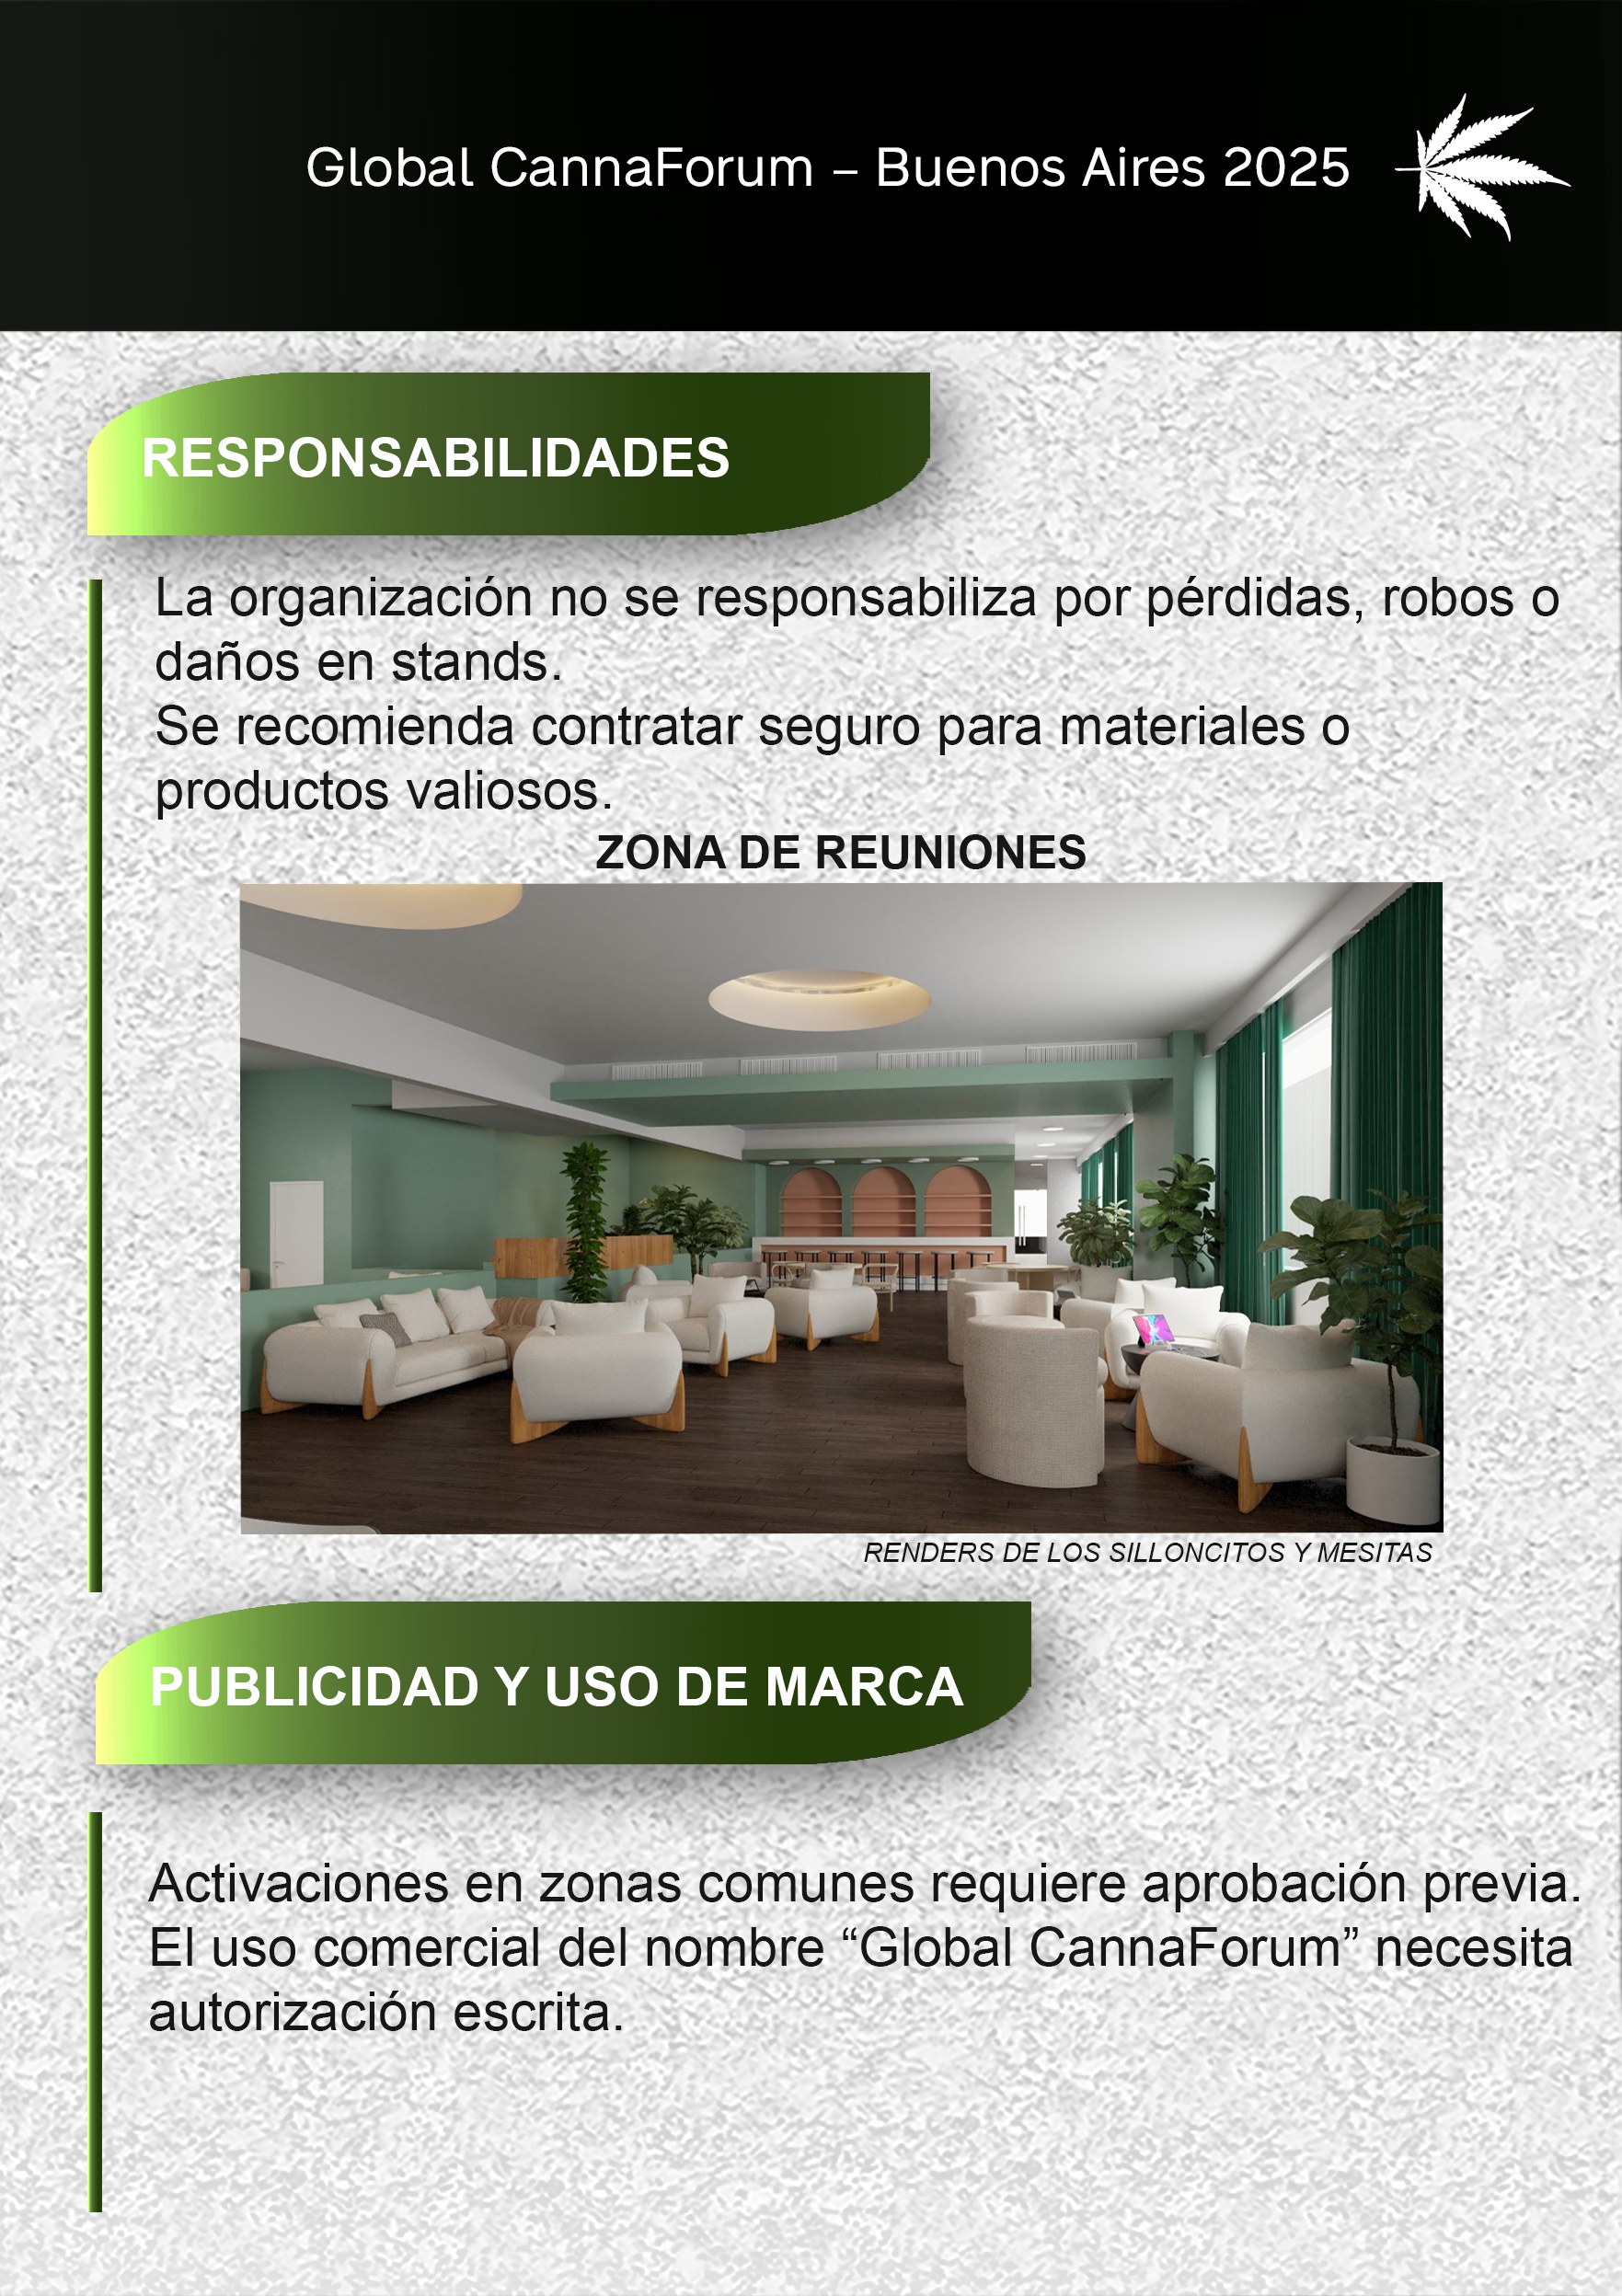 Global CannaForum – Buenos Aires 2025
RESPONSABILIDADES
La organización no se responsabiliza por pérdidas, robos o
daños en stands.
Se recomienda contratar seguro para materiales o
productos valiosos.
ZONA DE REUNIONES
RENDERS DE LOS SILLONCITOS Y MESITAS
PUBLICIDAD Y USO DE MARCA
Activaciones en zonas comunes requiere aprobación previa.
El uso comercial del nombre “Global CannaForum” necesita
autorización escrita.